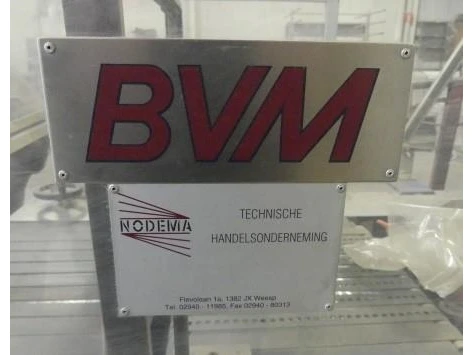 BVM
NODEMA
TECHNISCHE
HANDELSONDERNEMING
Flevolaan 1a, 1382 JX Weesp
Tel. 02940 - 11985, Fax 02940 - 80313